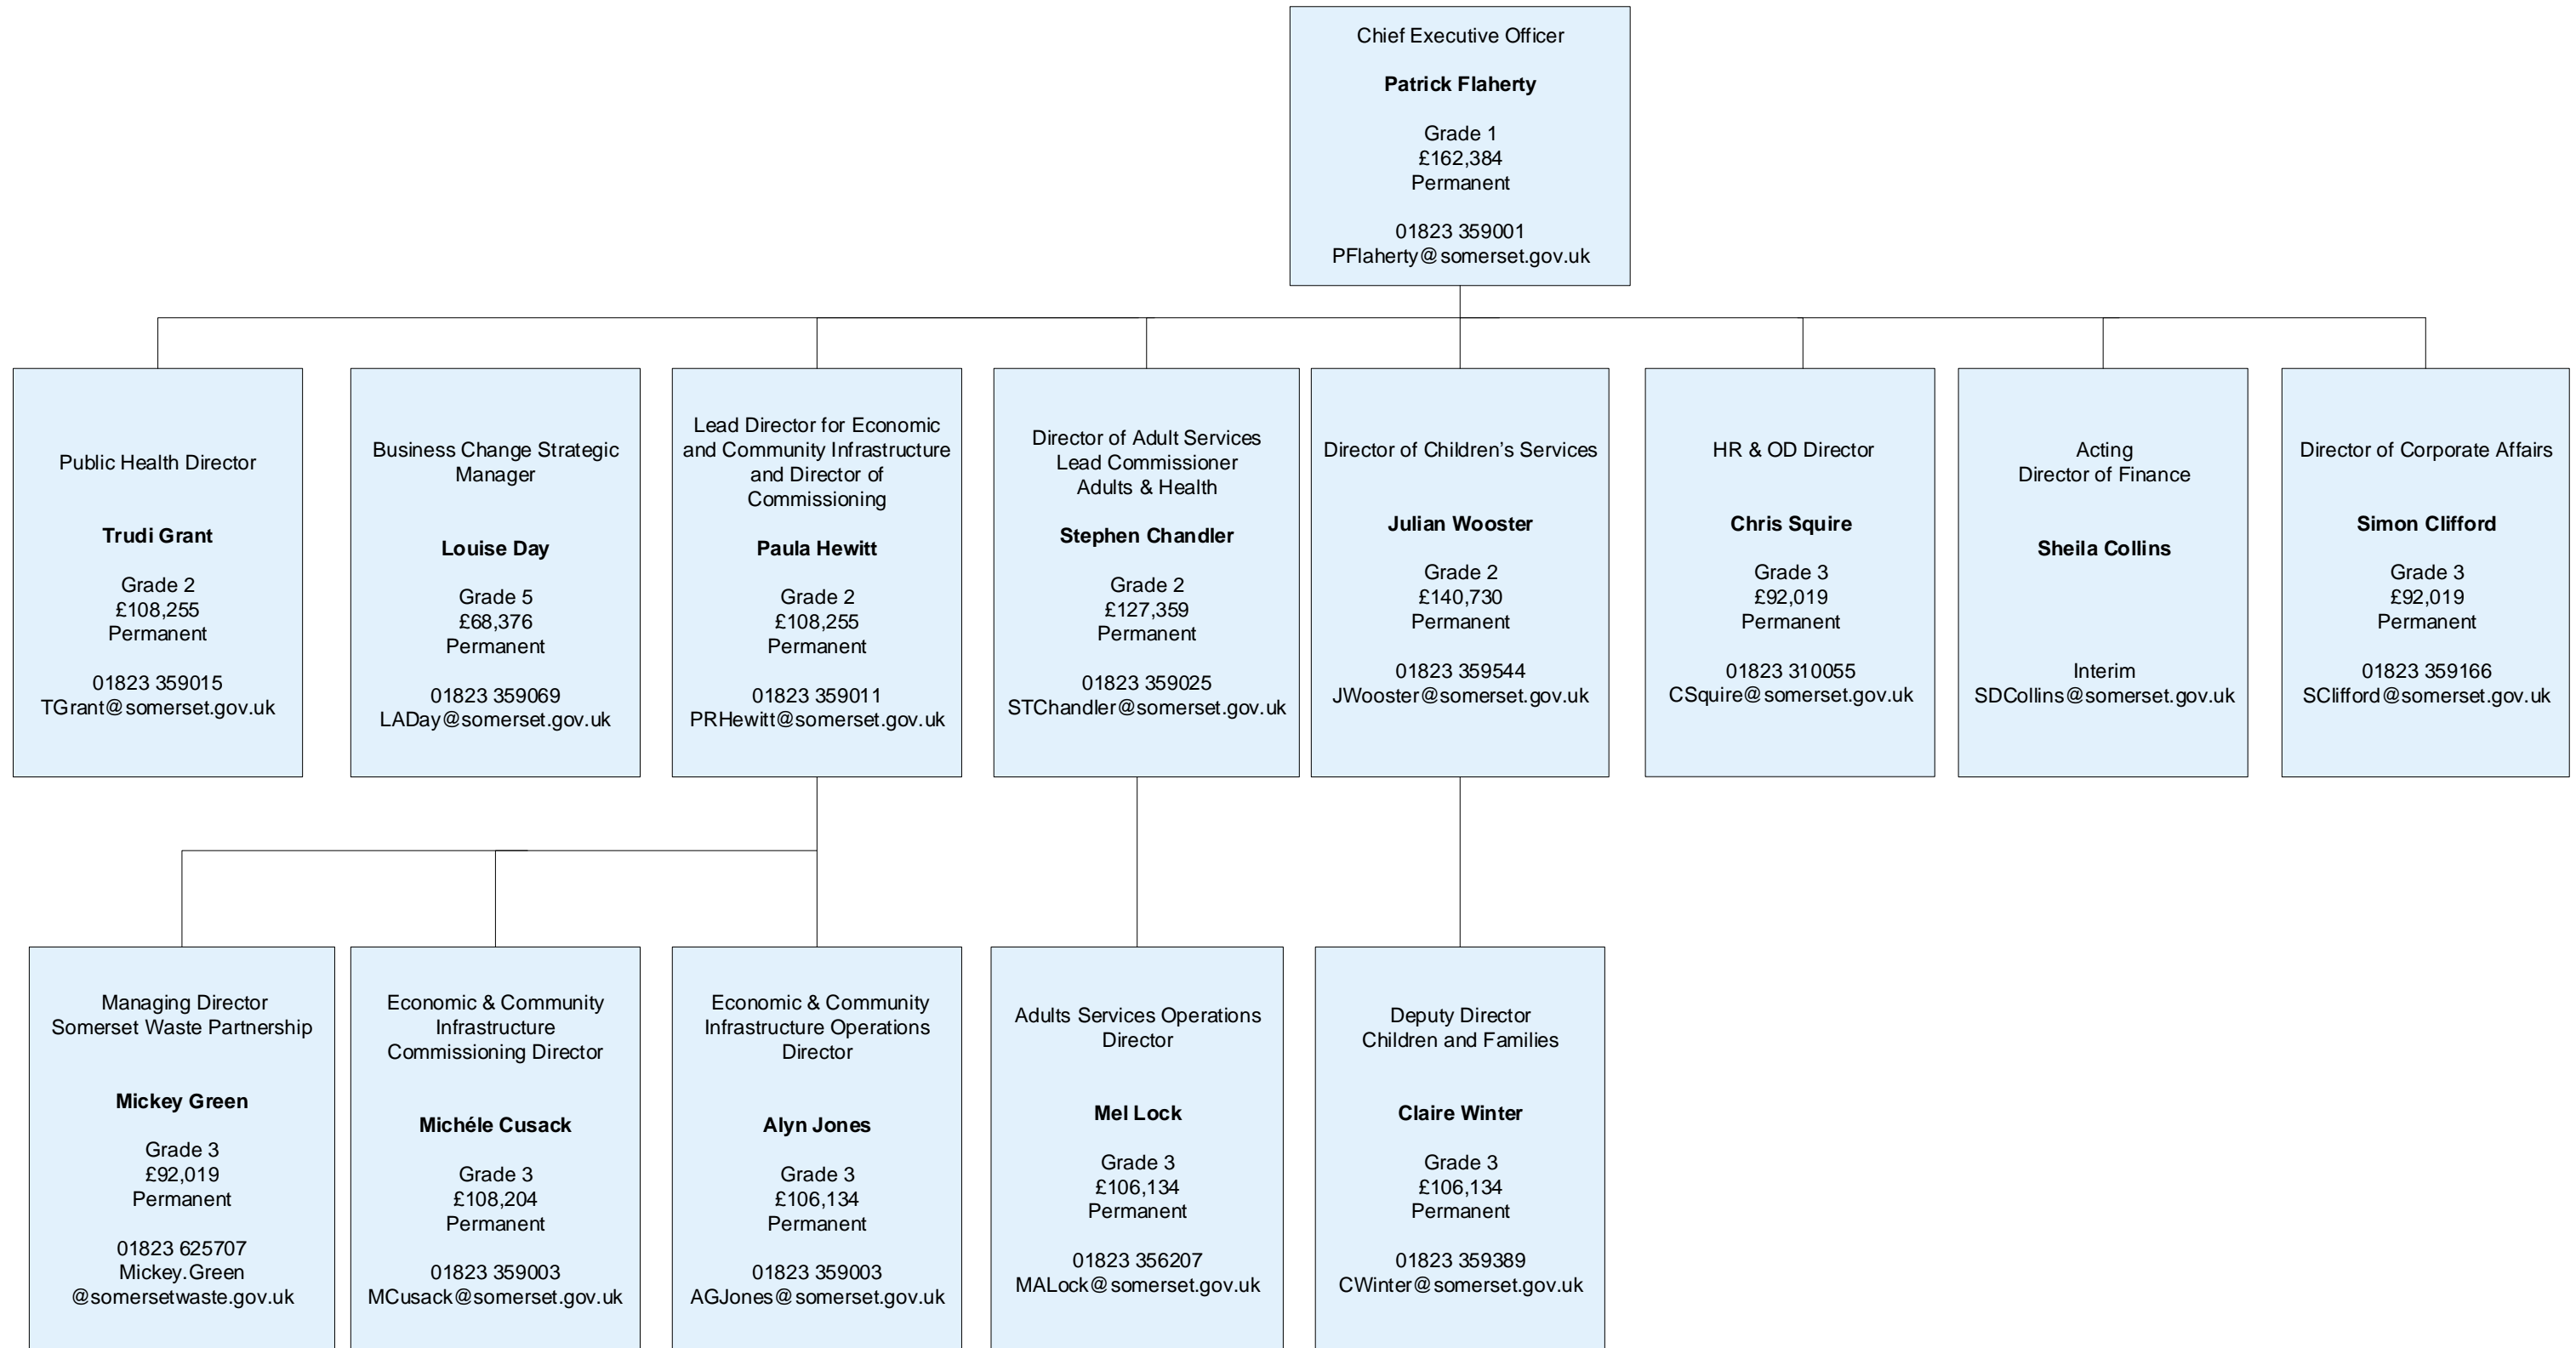 Chief Executive Officer
Patrick Flaherty
Grade 1
£162,384
Permanent
01823 359001
PFlaherty@somerset.gov.uk
Public Health Director
Trudi Grant
Grade 2
£108,255
Permanent
01823 359015
TGrant@somerset.gov.uk
Business Change Strategic
Manager
Louise Day
Grade 5
£68,376
Permanent
01823 359069
LADay@somerset.gov.uk
Lead Director for Economic
and Community Infrastructure
and Director of
Commissioning
Paula Hewitt
Grade 2
£108,255
Permanent
01823 359011
PRHewitt@somerset.gov.uk
Director of Adult Services
Lead Commissioner
Adults & Health
Stephen Chandler
Grade 2
£127,359
Permanent
01823 359025
STChandler@somerset.gov.uk
Director of Children’s Services
Julian Wooster
Grade 2
£140,730
Permanent
01823 359544
JWooster@somerset.gov.uk
HR & OD Director
Chris Squire
Grade 3
£92,019
Permanent
01823 310055
CSquire@somerset.gov.uk
Acting
Director of Finance
Sheila Collins
Interim
SDCollins@somerset.gov.uk
Director of Corporate Affairs
Simon Clifford
Grade 3
£92,019
Permanent
01823 359166
SClifford@somerset.gov.uk
Managing Director
Somerset Waste Partnership
Mickey Green
Grade 3
£92,019
Permanent
01823 625707
Mickey.Green
@somersetwaste.gov.uk
Economic & Community
Infrastructure
Commissioning Director
Michéle Cusack
Grade 3
£108,204
Permanent
01823 359003
MCusack@somerset.gov.uk
Economic & Community
Infrastructure Operations
Director
Alyn Jones
Grade 3
£106,134
Permanent
01823 359003
AGJones@somerset.gov.uk
Adults Services Operations
Director
Mel Lock
Grade 3
£106,134
Permanent
01823 356207
MALock@somerset.gov.uk
Deputy Director
Children and Families
Claire Winter
Grade 3
£106,134
Permanent
01823 359389
CWinter@somerset.gov.uk